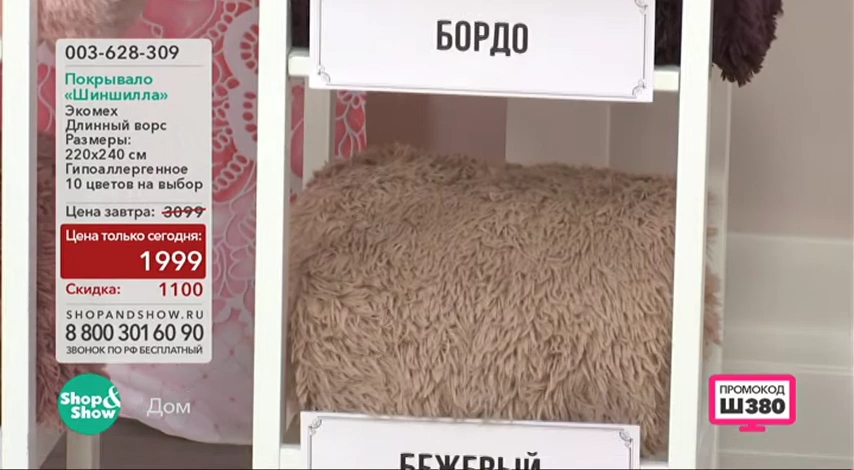 БОРДО
003-628-309
Покрывало
«Шиншилла»
Экомех
Длинный ворс
Размеры:
220х240 см
Гипоаллергенное
10 цветов на выбор
Цена завтра: 3099
Цена только сегодня:
1999
Скидка: 1100
SHOPANDSHOW.RU
8 800 301 60 90
ЗВОНОК ПО РФ БЕСПЛАТНЫЙ
Shop&
Show
Дом
ПРОМОКОД
Ш380
БЕЖЕВЫЙ